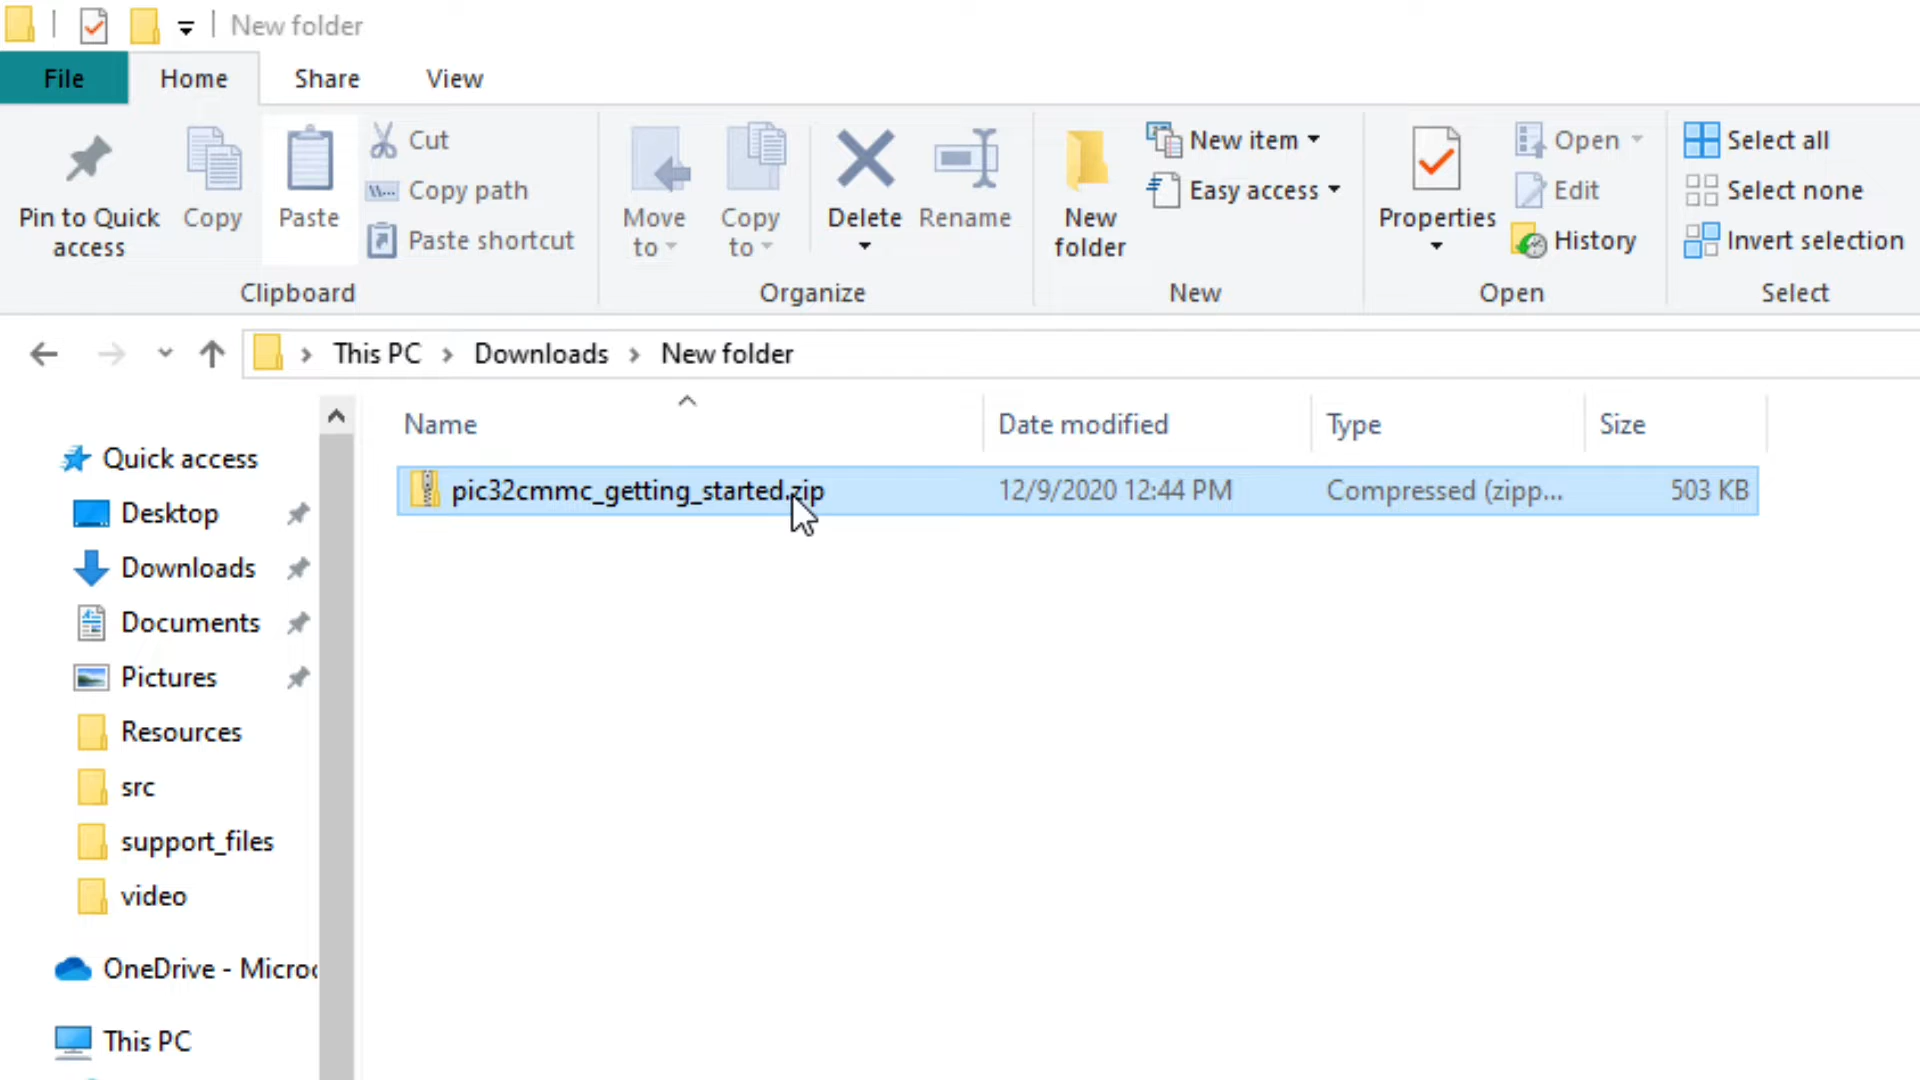 New folder
File Home Share View
Pin to Quick access
Copy
Paste
Cut
Copy path
Paste shortcut
Clipboard
Move to
Copy to
Delete
Rename
Organize
New folder
New item
Easy access
New
Properties
Open
Edit
History
Open
Select all
Select none
Invert selection
Select
This PC > Downloads > New folder
Name Date modified Type Size
pic32cmmc_getting_started.zip 12/9/2020 12:44 PM Compressed (zipp... 503 KB
Quick access
Desktop
Downloads
Documents
Pictures
Resources
src
support_files
video
OneDrive - Microc
This PC